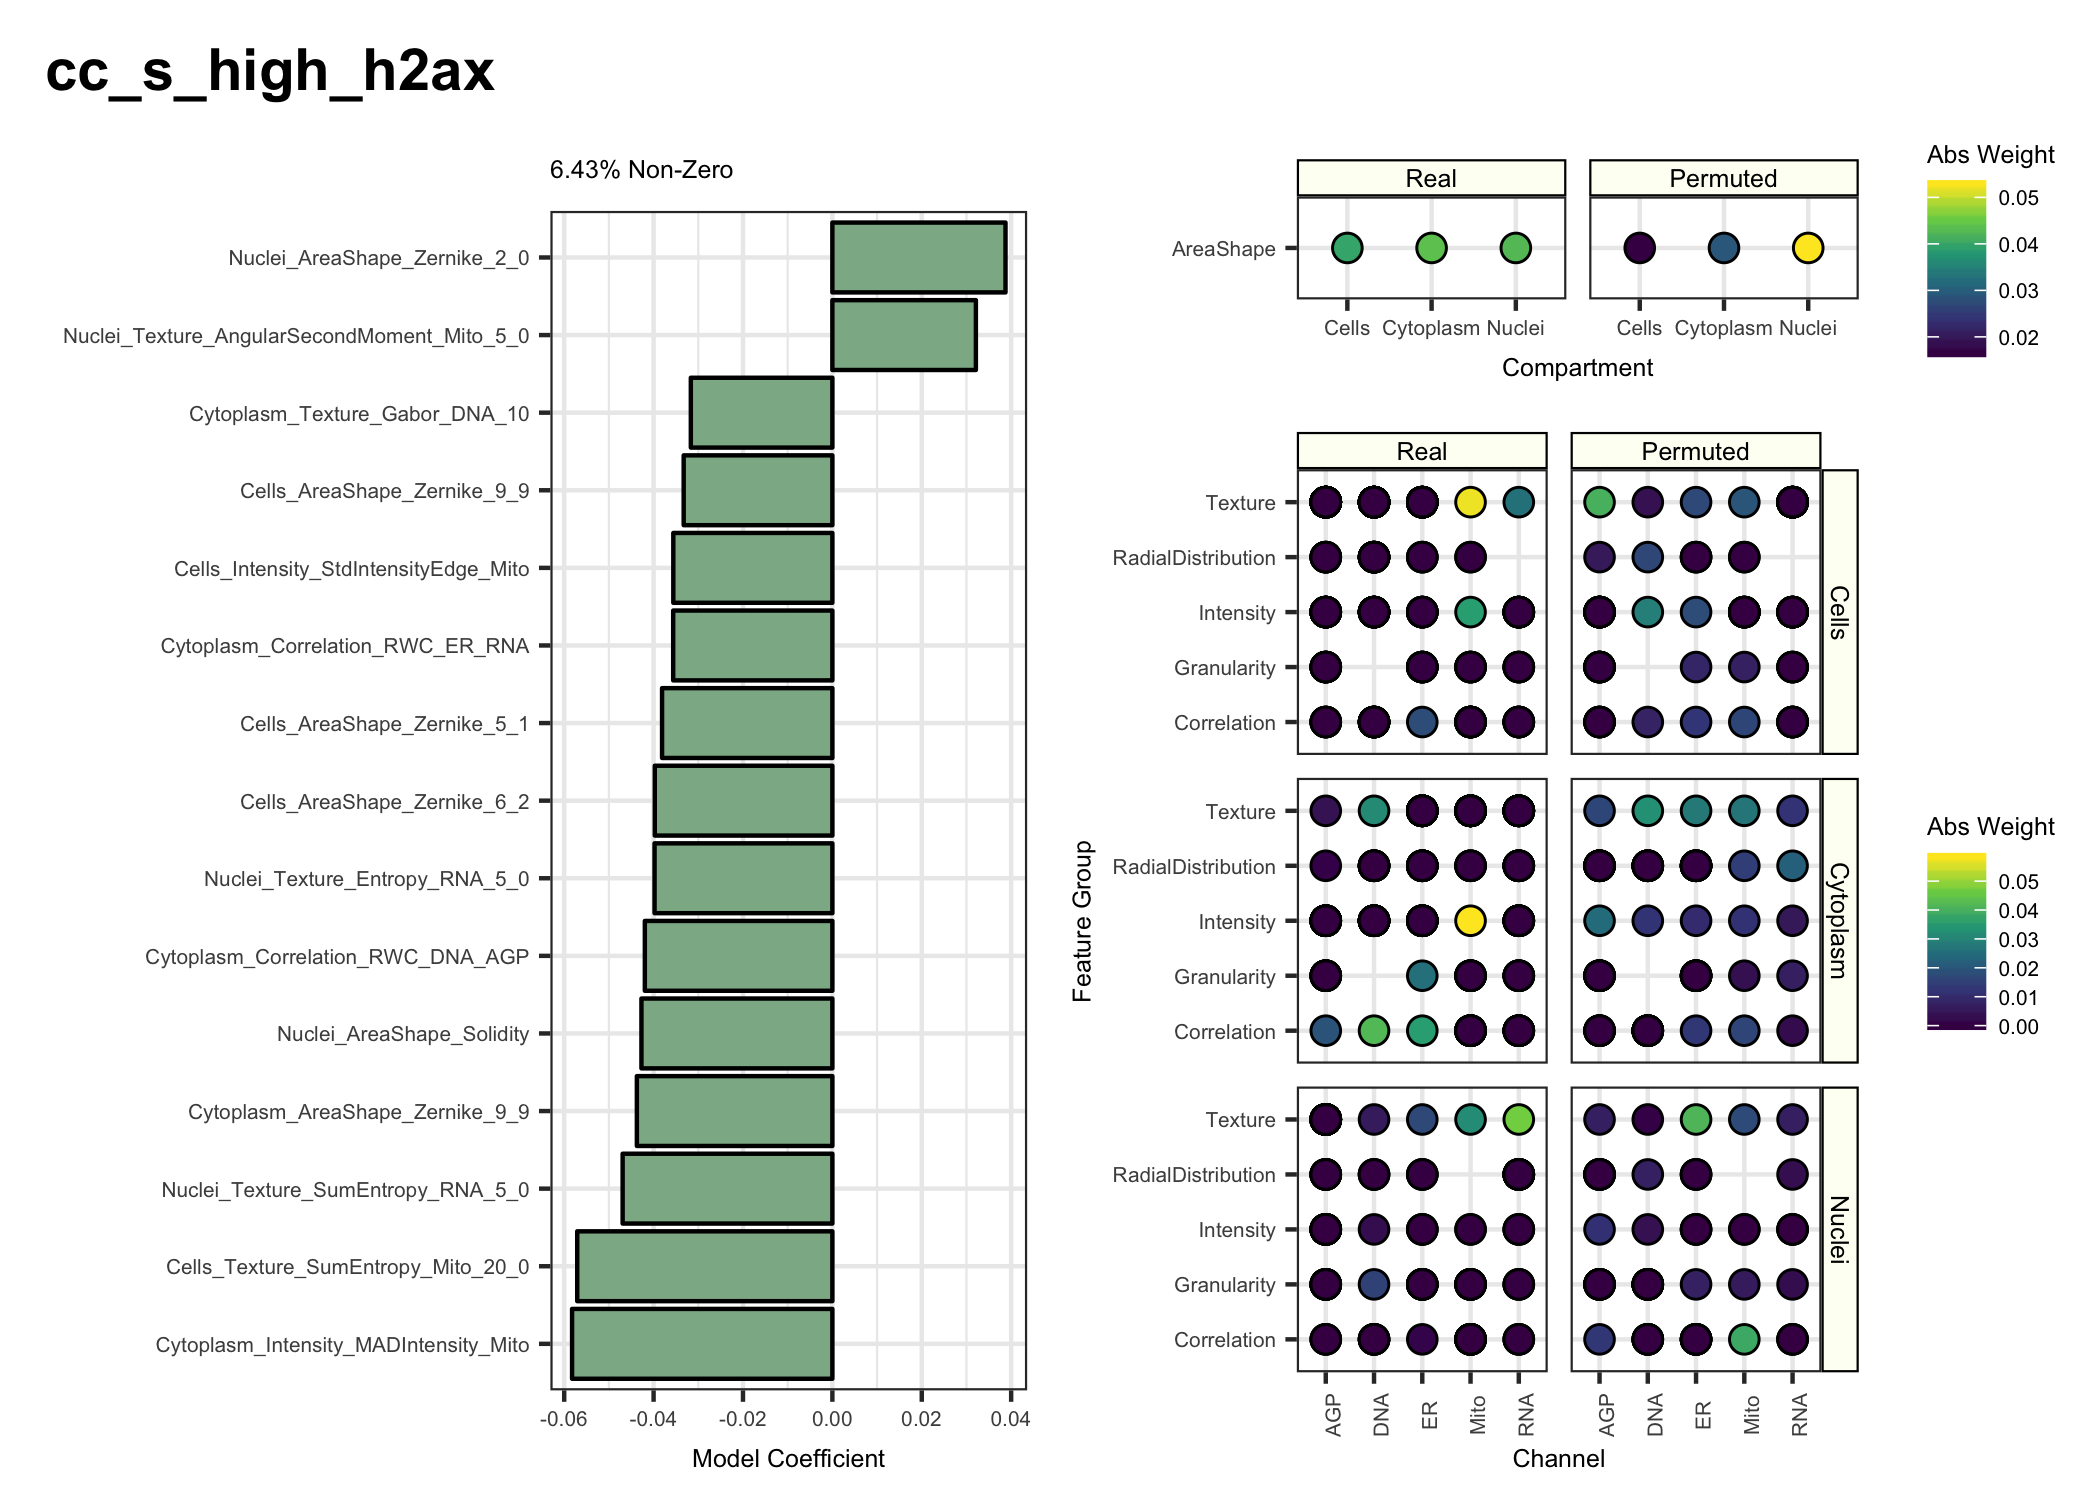 cc_s_high_h2ax
6.43% Non-Zero
Nuclei_AreaShape_Zernike_2_0
Nuclei_Texture_AngularSecondMoment_Mito_5_0
Cytoplasm_Texture_Gabor_DNA_10
Cells_AreaShape_Zernike_9_9
Cells_Intensity_StdIntensityEdge_Mito
Cytoplasm_Correlation_RWC_ER_RNA
Cells_AreaShape_Zernike_5_1
Cells_AreaShape_Zernike_6_2
Nuclei_Texture_Entropy_RNA_5_0
Cytoplasm_Correlation_RWC_DNA_AGP
Nuclei_AreaShape_Solidity
Cytoplasm_AreaShape_Zernike_9_9
Nuclei_Texture_SumEntropy_RNA_5_0
Cells_Texture_SumEntropy_Mito_20_0
Cytoplasm_Intensity_MADIntensity_Mito
-0.06 -0.04 -0.02 0.00 0.02 0.04
Model Coefficient
Real Permuted
AreaShape
Cells Cytoplasm Nuclei Cells Cytoplasm Nuclei
Compartment
Abs Weight
0.05
0.04
0.03
0.02
Real Permuted
Feature Group
Texture
RadialDistribution
Intensity
Granularity
Correlation
Cells
Texture
RadialDistribution
Intensity
Granularity
Correlation
Cytoplasm
Texture
RadialDistribution
Intensity
Granularity
Correlation
Nuclei
AGP DNA ER Mito RNA AGP DNA ER Mito RNA
Channel
Abs Weight
0.05
0.04
0.03
0.02
0.01
0.00